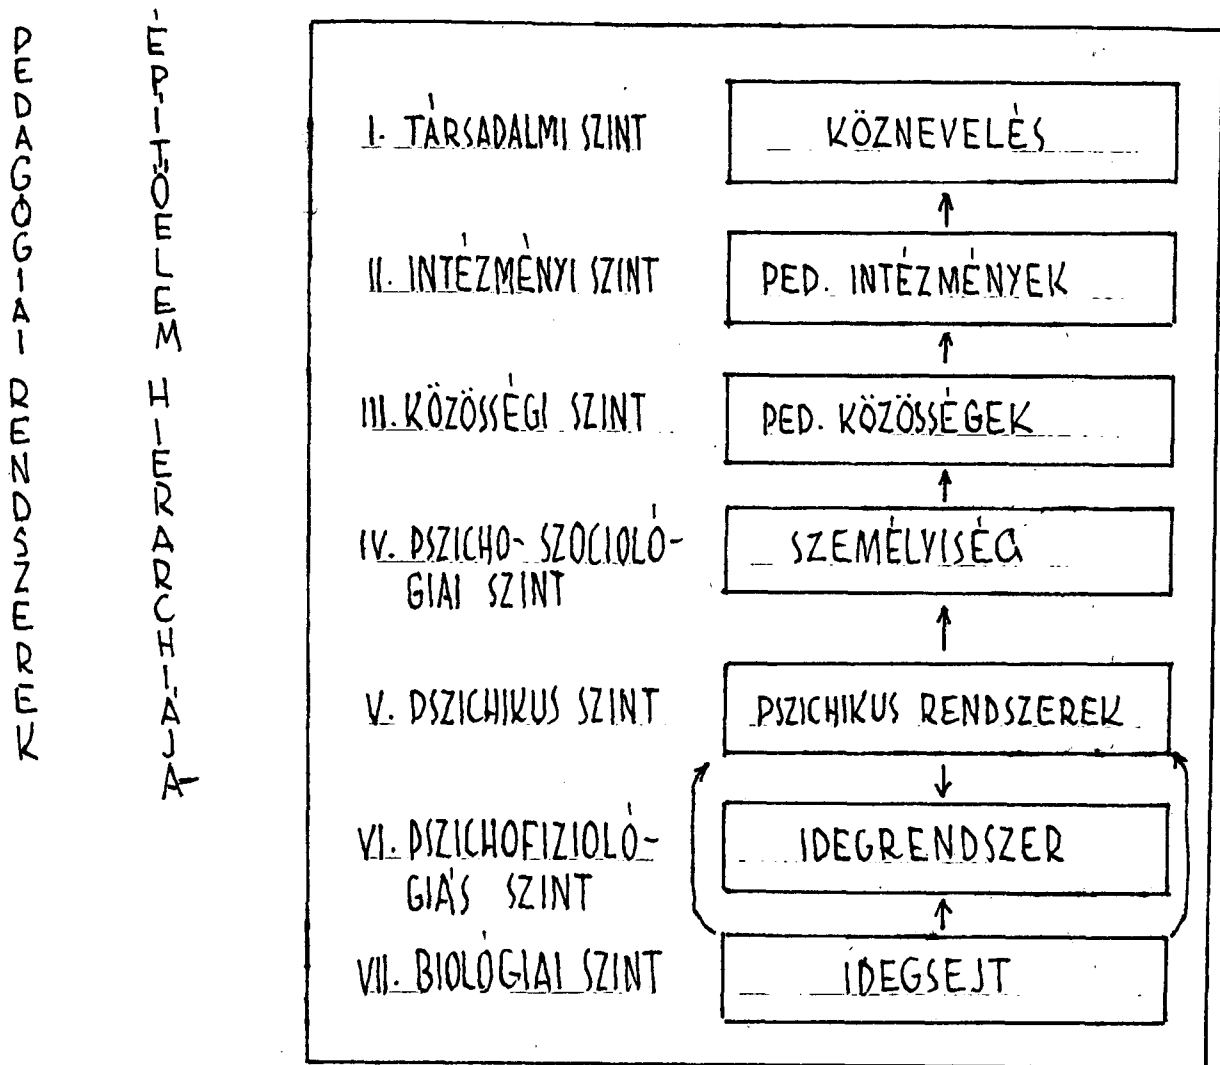 PEDAGÓGIAI RENDSZEREK
ÉPÍTŐELEM HIERARCHIÁJA
I. TÁRSADALMI SZINT
KÖZNEVELÉS
II. INTÉZMÉNYI SZINT
PED. INTÉZMÉNYEK
III. KÖZÖSSÉGI SZINT
PED. KÖZÖSSÉGEK
IV. PSZICHO-SZOCIOLÓ-
GIAI SZINT
SZEMÉLYISÉG
V. PSZICHIKUS SZINT
PSZICHIKUS RENDSZEREK
VI. PSZICHOFIZIOLÓ-
GIÁS SZINT
IDEGRENDSZER
VII. BIOLÓGIAI SZINT
IDEGSEJT